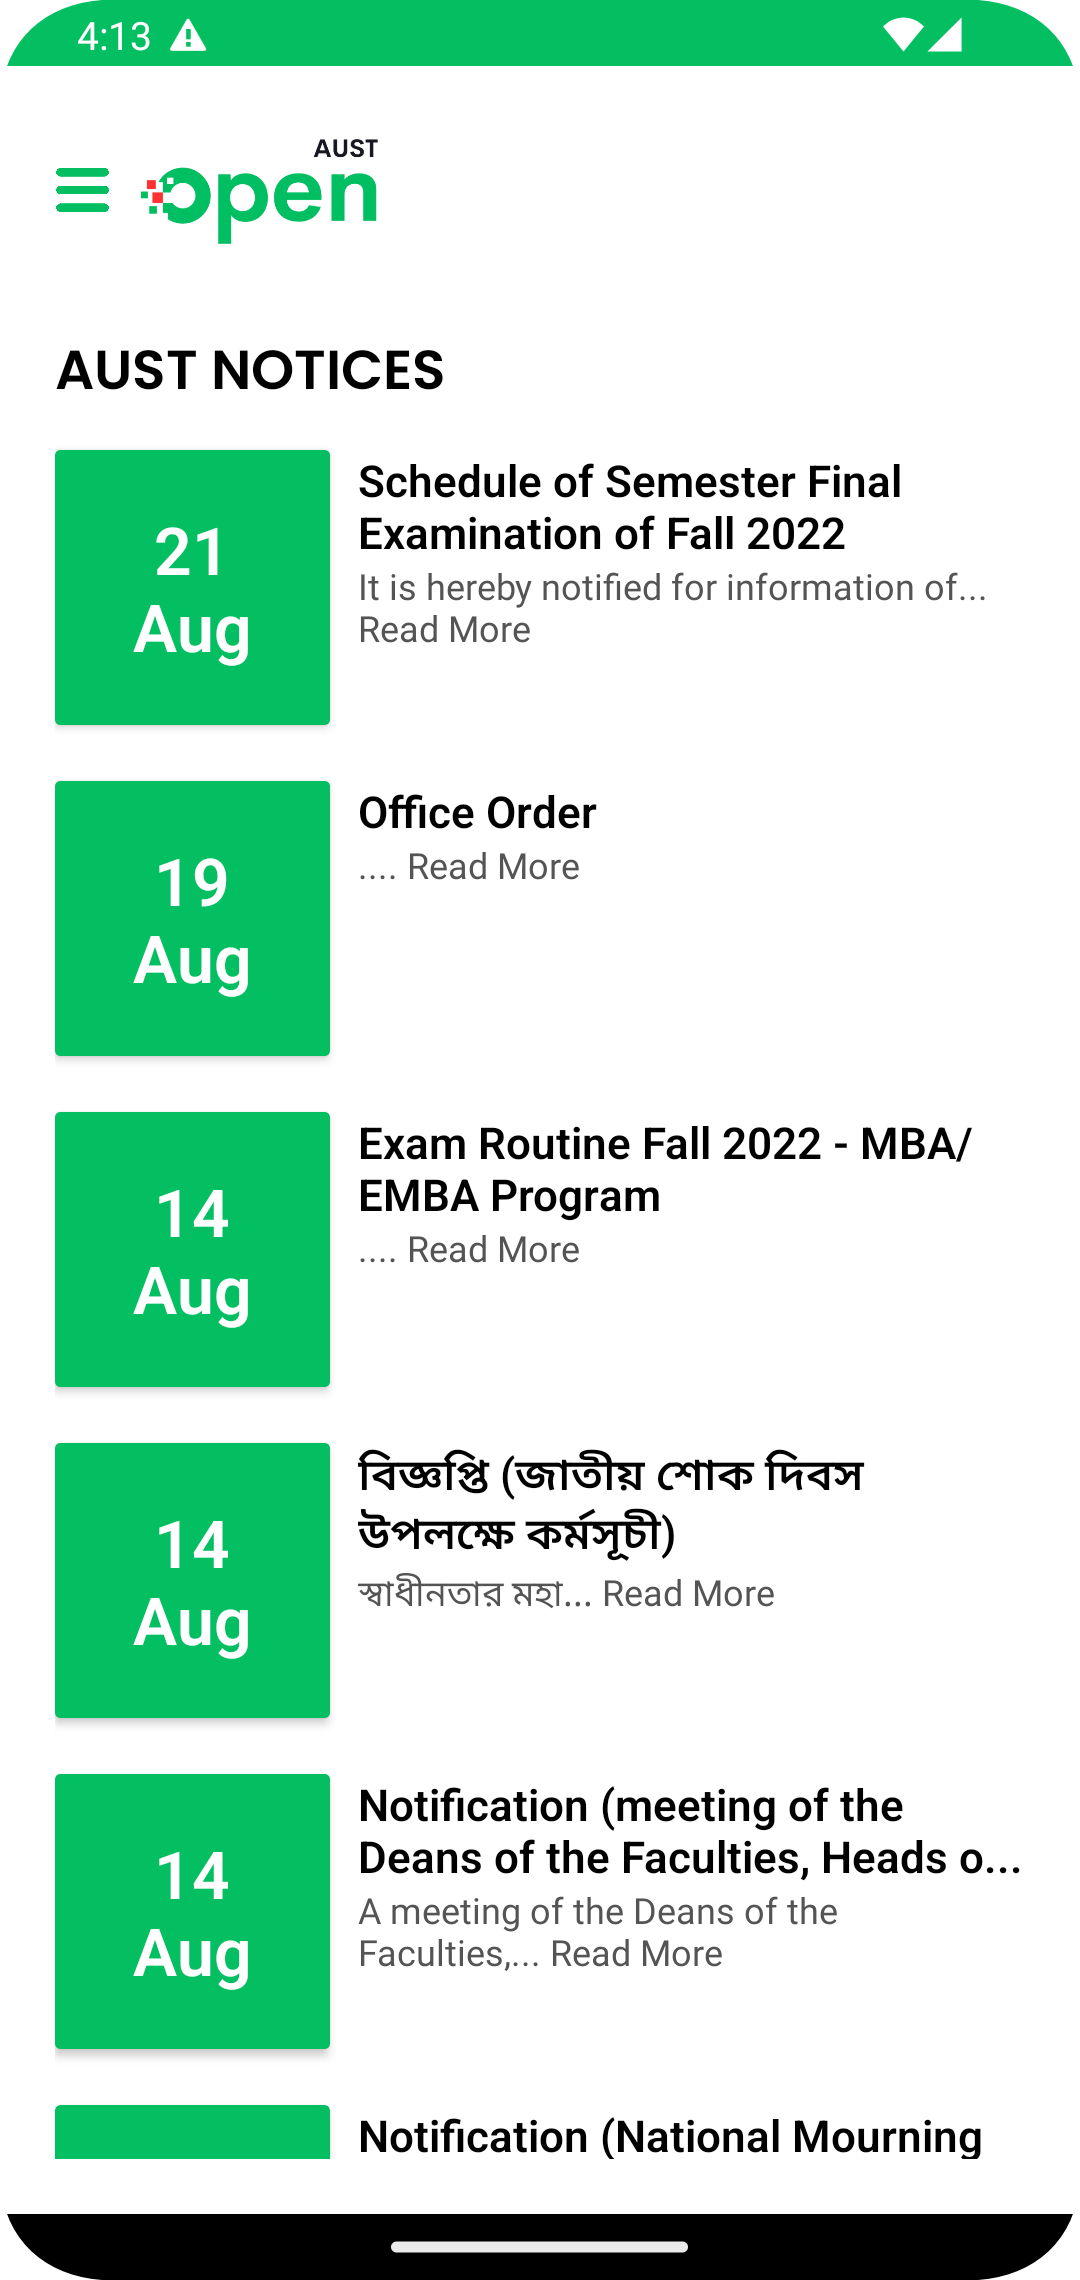 4:13
AUST
open
AUST NOTICES
21
Aug
Schedule of Semester Final
Examination of Fall 2022
It is hereby notified for information of...
Read More
19
Aug
Office Order
.... Read More
14
Aug
Exam Routine Fall 2022 - MBA/
EMBA Program
.... Read More
14
Aug
বিজ্ঞপ্তি (জাতীয় শোক দিবস
উপলক্ষে কর্মসূচী)
স্বাধীনতার মহা... Read More
14
Aug
Notification (meeting of the
Deans of the Faculties, Heads o...
A meeting of the Deans of the
Faculties,... Read More
Notification (National Mourning